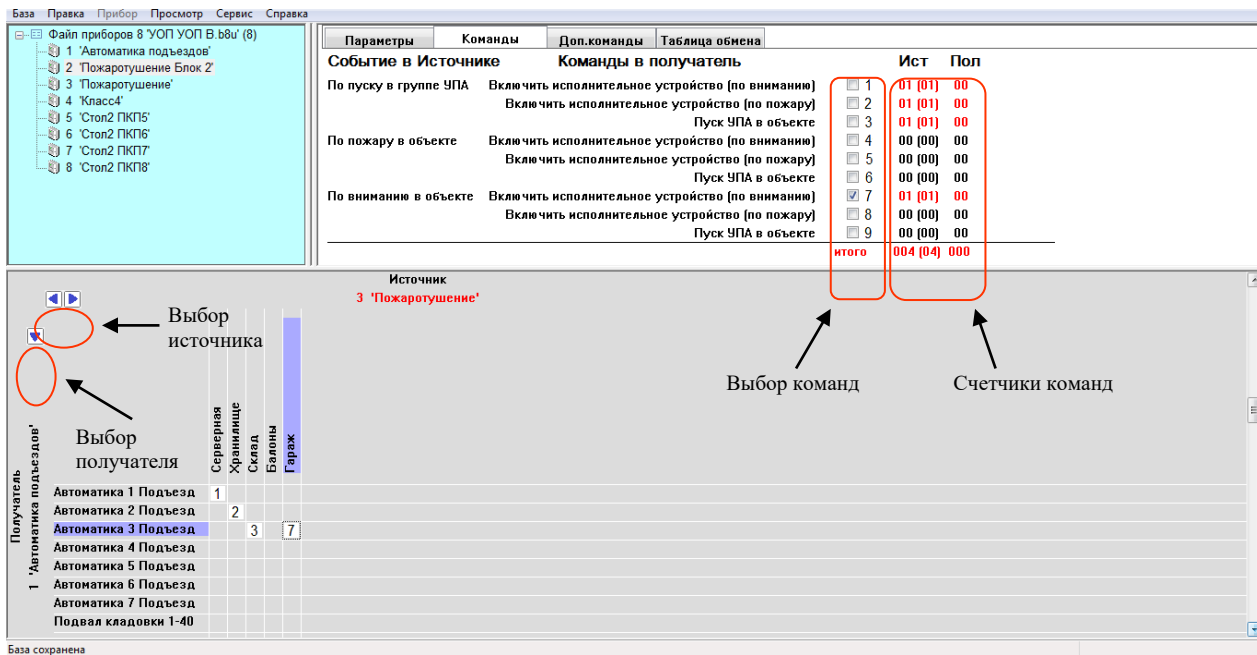 База Правка Прибор Просмотр Сервис Справка
Файл приборов 8 'УОП УОП В.b8u' (8)
1 'Автоматика подъездов'
2 'Пожаротушение Блок 2'
3 'Пожаротушение'
4 'Класс4'
5 'Стоп2 ПКП5'
6 'Стоп2 ПКП6'
7 'Стоп2 ПКП7'
8 'Стоп2 ПКП8'
Параметры Команды Доп.команды Таблица обмена
Событие в Источнике Команды в получатель Ист Пол
По пуску в группе УПА Включить исполнительное устройство (по вниманию) 1 01 (01) 00
Включить исполнительное устройство (по пожару) 2 01 (01) 00
Пуск УПА в объекте 3 01 (01) 00
По пожару в объекте Включить исполнительное устройство (по вниманию) 4 00 (00) 00
Включить исполнительное устройство (по пожару) 5 00 (00) 00
Пуск УПА в объекте 6 00 (00) 00
По вниманию в объекте Включить исполнительное устройство (по вниманию) 7 01 (01) 00
Включить исполнительное устройство (по пожару) 8 00 (00) 00
Пуск УПА в объекте 9 00 (00) 00
итого 004 (04) 000
Источник
3 'Пожаротушение'
Выбор
источника
Выбор команд
Счетчики команд
Выбор
получателя
Серверная
Хранилище
Склад
Балоны
Гараж
Получатель
1 'Автоматика подъездов'
Автоматика 1 Подъезд 1
Автоматика 2 Подъезд 2
Автоматика 3 Подъезд 3 7
Автоматика 4 Подъезд
Автоматика 5 Подъезд
Автоматика 6 Подъезд
Автоматика 7 Подъезд
Подвал кладовки 1-40
База сохранена